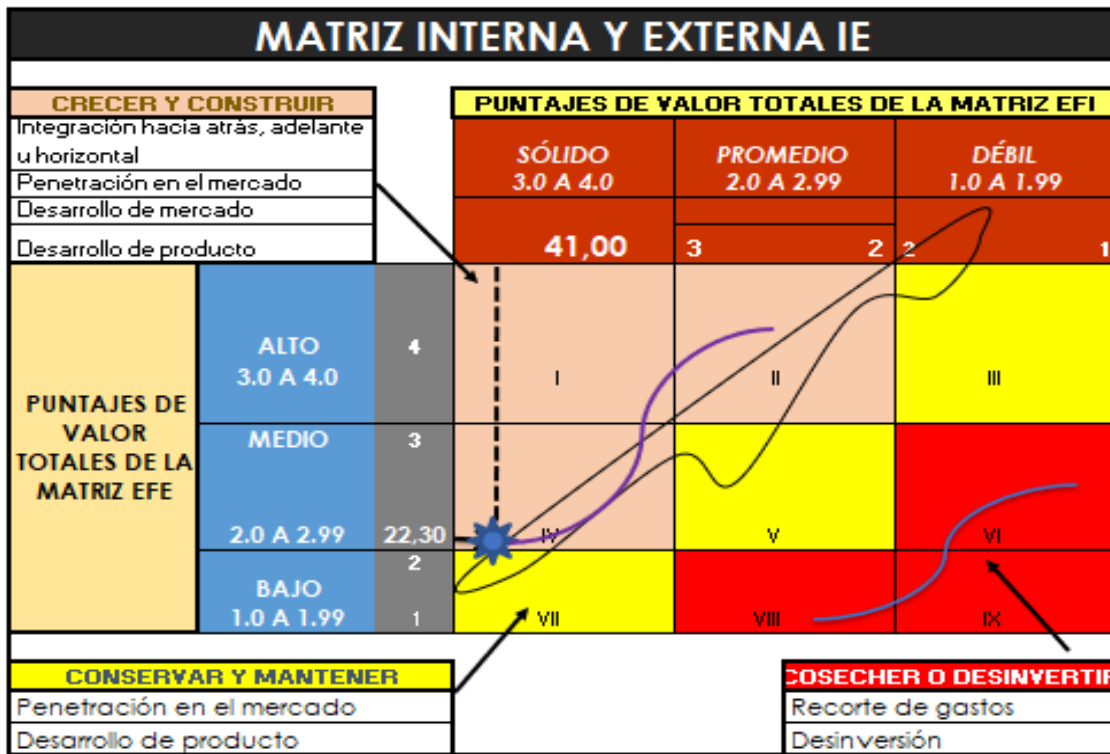 MATRIZ INTERNA Y EXTERNA IE
CRECER Y CONSTRUIR
Integración hacia atrás, adelante
u horizontal
Penetración en el mercado
Desarrollo de mercado
Desarrollo de producto
PUNTAJES DE VALOR TOTALES DE LA MATRIZ EFI
SÓLIDO
3.0 A 4.0
PROMEDIO
2.0 A 2.99
DÉBIL
1.0 A 1.99
41,00
3 2
2 1
PUNTAJES DE
VALOR
TOTALES DE LA
MATRIZ EFE
ALTO
3.0 A 4.0
4
I
II
III
MEDIO
3
2.0 A 2.99
22,30
IV
V
VI
BAJO
1.0 A 1.99
2
1
VII
VIII
IX
CONSERVAR Y MANTENER
Penetración en el mercado
Desarrollo de producto
COSECHER O DESINVERTIR
Recorte de gastos
Desinversión